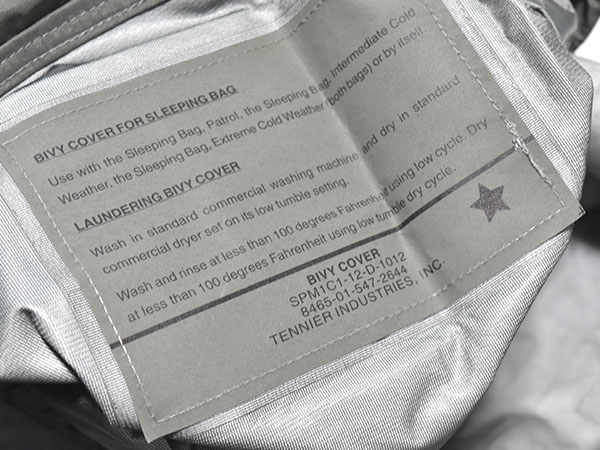 BIVY COVER FOR SLEEPING BAG
Use with the Sleeping Bag, Patrol, the Sleeping Bag, Intermediate Cold
Weather, the Sleeping Bag, Extreme Cold Weather (both bags) or by itself
LAUNDERING BIVY COVER
Wash in standard commercial washing machine and dry in standard
commercial dryer set on its low tumble setting.
Wash and rinse at less than 100 degrees Fahrenheit using low cycle. Dry
at less than 100 degrees Fahrenheit using low tumble dry cycle.
BIVY COVER
SPM1C1-12-D-1012
8465-01-547-2644
TENNIER INDUSTRIES, INC.